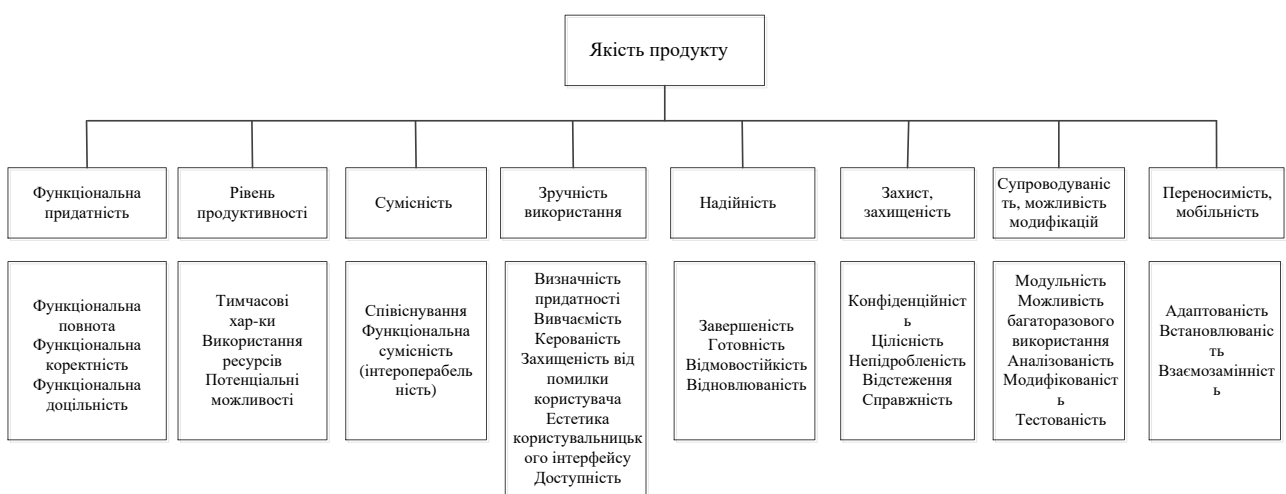 Якість продукту
Функціональна
придатність
Рівень
продуктивності
Сумісність
Зручність
використання
Надійність
Захист,
захищеність
Супроводуваніс
ть, можливість
модифікацій
Переносимість,
мобільність
Функціональна
повнота
Функціональна
коректність
Функціональна
доцільність
Тимчасові
хар-ки
Використання
ресурсів
Потенціальні
можливості
Співіснування
Функціональна
сумісність
(інтероперабель
ність)
Визначність
придатності
Вивчаємість
Керованість
Захищеність від
помилки
користувача
Естетика
користувальницьк
ого інтерфейсу
Доступність
Завершеність
Готовність
Відмовостійкість
Відновлюваність
Конфіденційніст
ь
Цілісність
Непідробленість
Відстеження
Справжність
Модульність
Можливість
багаторазового
використання
Аналізованість
Модифікованіст
ь
Тестованість
Адаптованість
Встановлюваніс
ть
Взаємозамінніст
ь